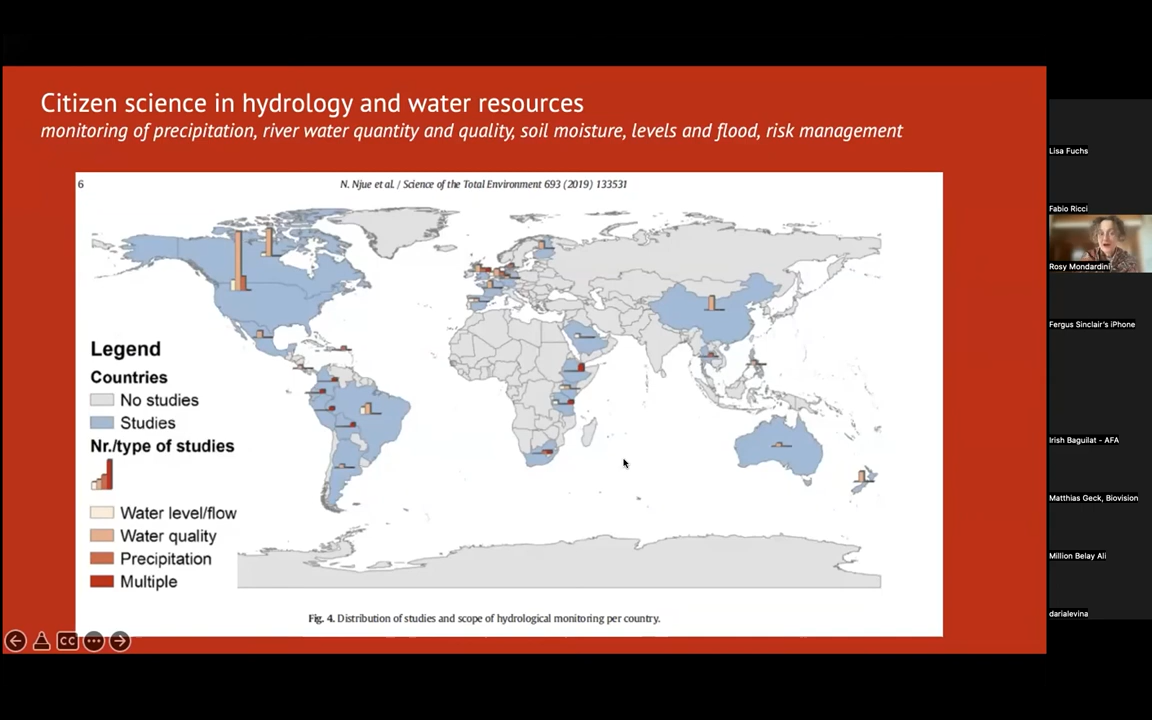 Citizen science in hydrology and water resources
monitoring of precipitation, river water quantity and quality, soil moisture, levels and flood, risk management
6
N. Njue et al. / Science of the Total Environment 693 (2019) 133531
Legend
Countries
No studies
Studies
Nr./type of studies
Water level/flow
Water quality
Precipitation
Multiple
Fig. 4. Distribution of studies and scope of hydrological monitoring per country.
CC
Lisa Fuchs
Fabio Ricci
Rosy Mondardini
Fergus Sinclair's iPhone
Irish Baguilat - AFA
Matthias Geck, Biovision
Million Belay Ali
darialevina